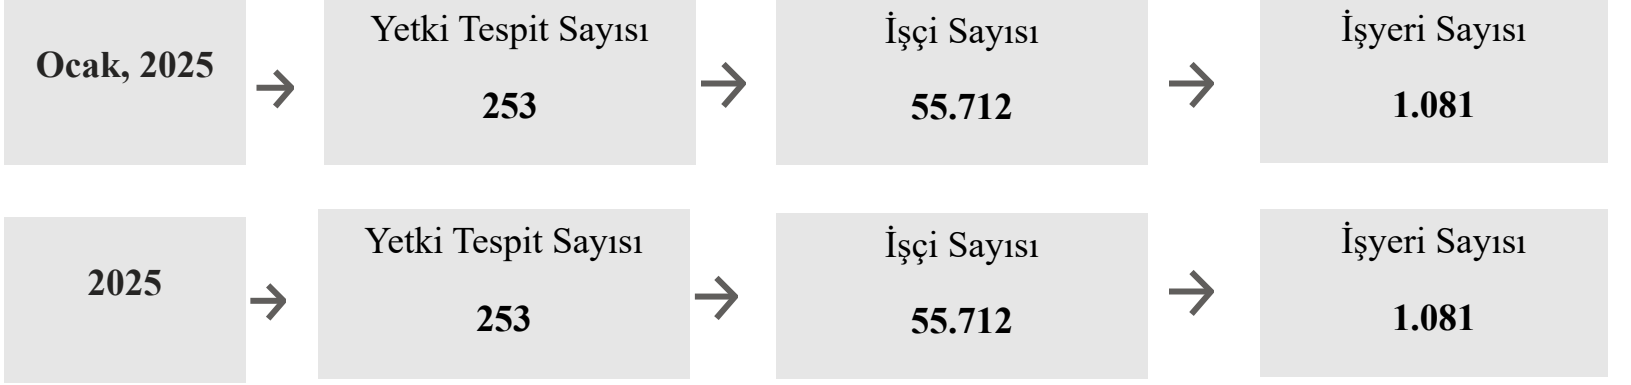 Ocak, 2025
Yetki Tespit Sayısı
253
İşçi Sayısı
55.712
İşyeri Sayısı
1.081
2025
Yetki Tespit Sayısı
253
İşçi Sayısı
55.712
İşyeri Sayısı
1.081